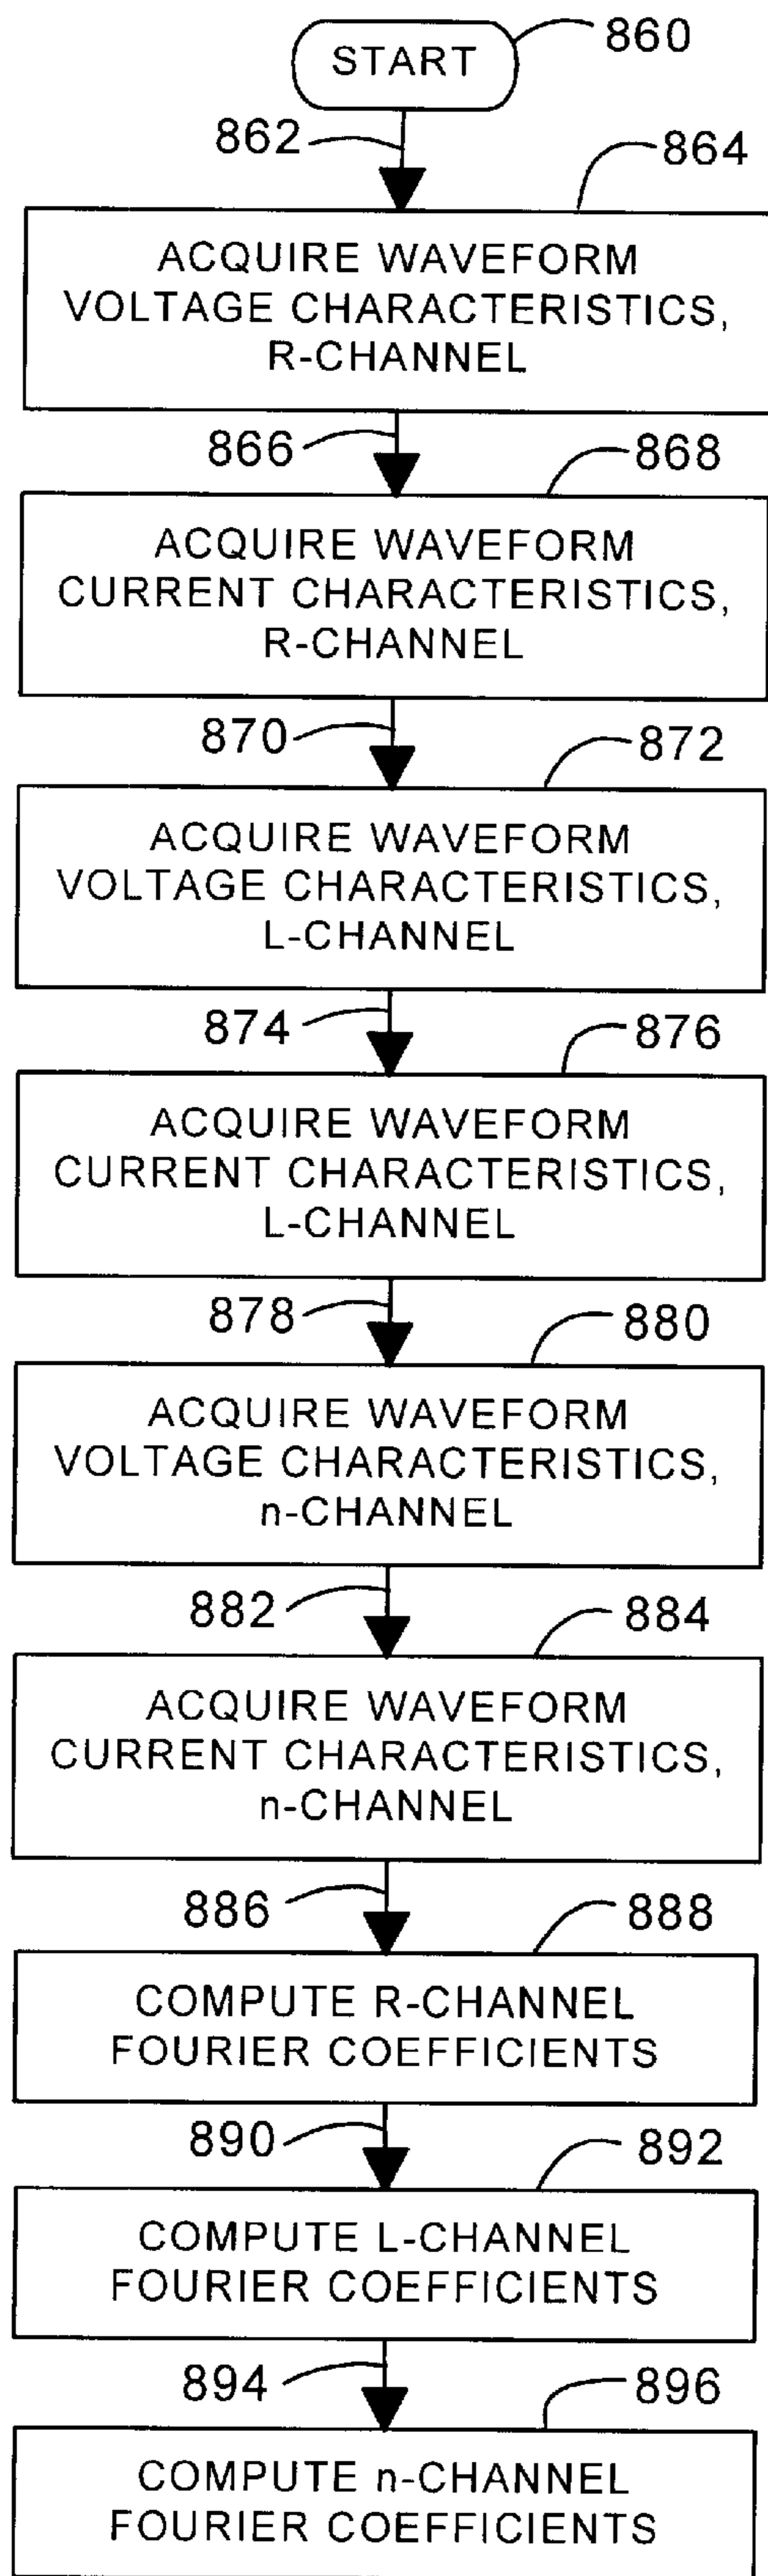 START
860
862
864
ACQUIRE WAVEFORM
VOLTAGE CHARACTERISTICS,
R-CHANNEL
866
868
ACQUIRE WAVEFORM
CURRENT CHARACTERISTICS,
R-CHANNEL
870
872
ACQUIRE WAVEFORM
VOLTAGE CHARACTERISTICS,
L-CHANNEL
874
876
ACQUIRE WAVEFORM
CURRENT CHARACTERISTICS,
L-CHANNEL
878
880
ACQUIRE WAVEFORM
VOLTAGE CHARACTERISTICS,
n-CHANNEL
882
884
ACQUIRE WAVEFORM
CURRENT CHARACTERISTICS,
n-CHANNEL
886
888
COMPUTE R-CHANNEL
FOURIER COEFFICIENTS
890
892
COMPUTE L-CHANNEL
FOURIER COEFFICIENTS
894
896
COMPUTE n-CHANNEL
FOURIER COEFFICIENTS